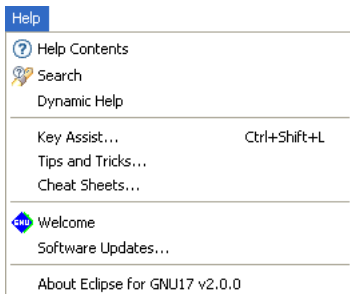 Help
Help Contents
Search
Dynamic Help
Key Assist... Ctrl+Shift+L
Tips and Tricks...
Cheat Sheets...
GNU Welcome
Software Updates...
About Eclipse for GNU17 v2.0.0